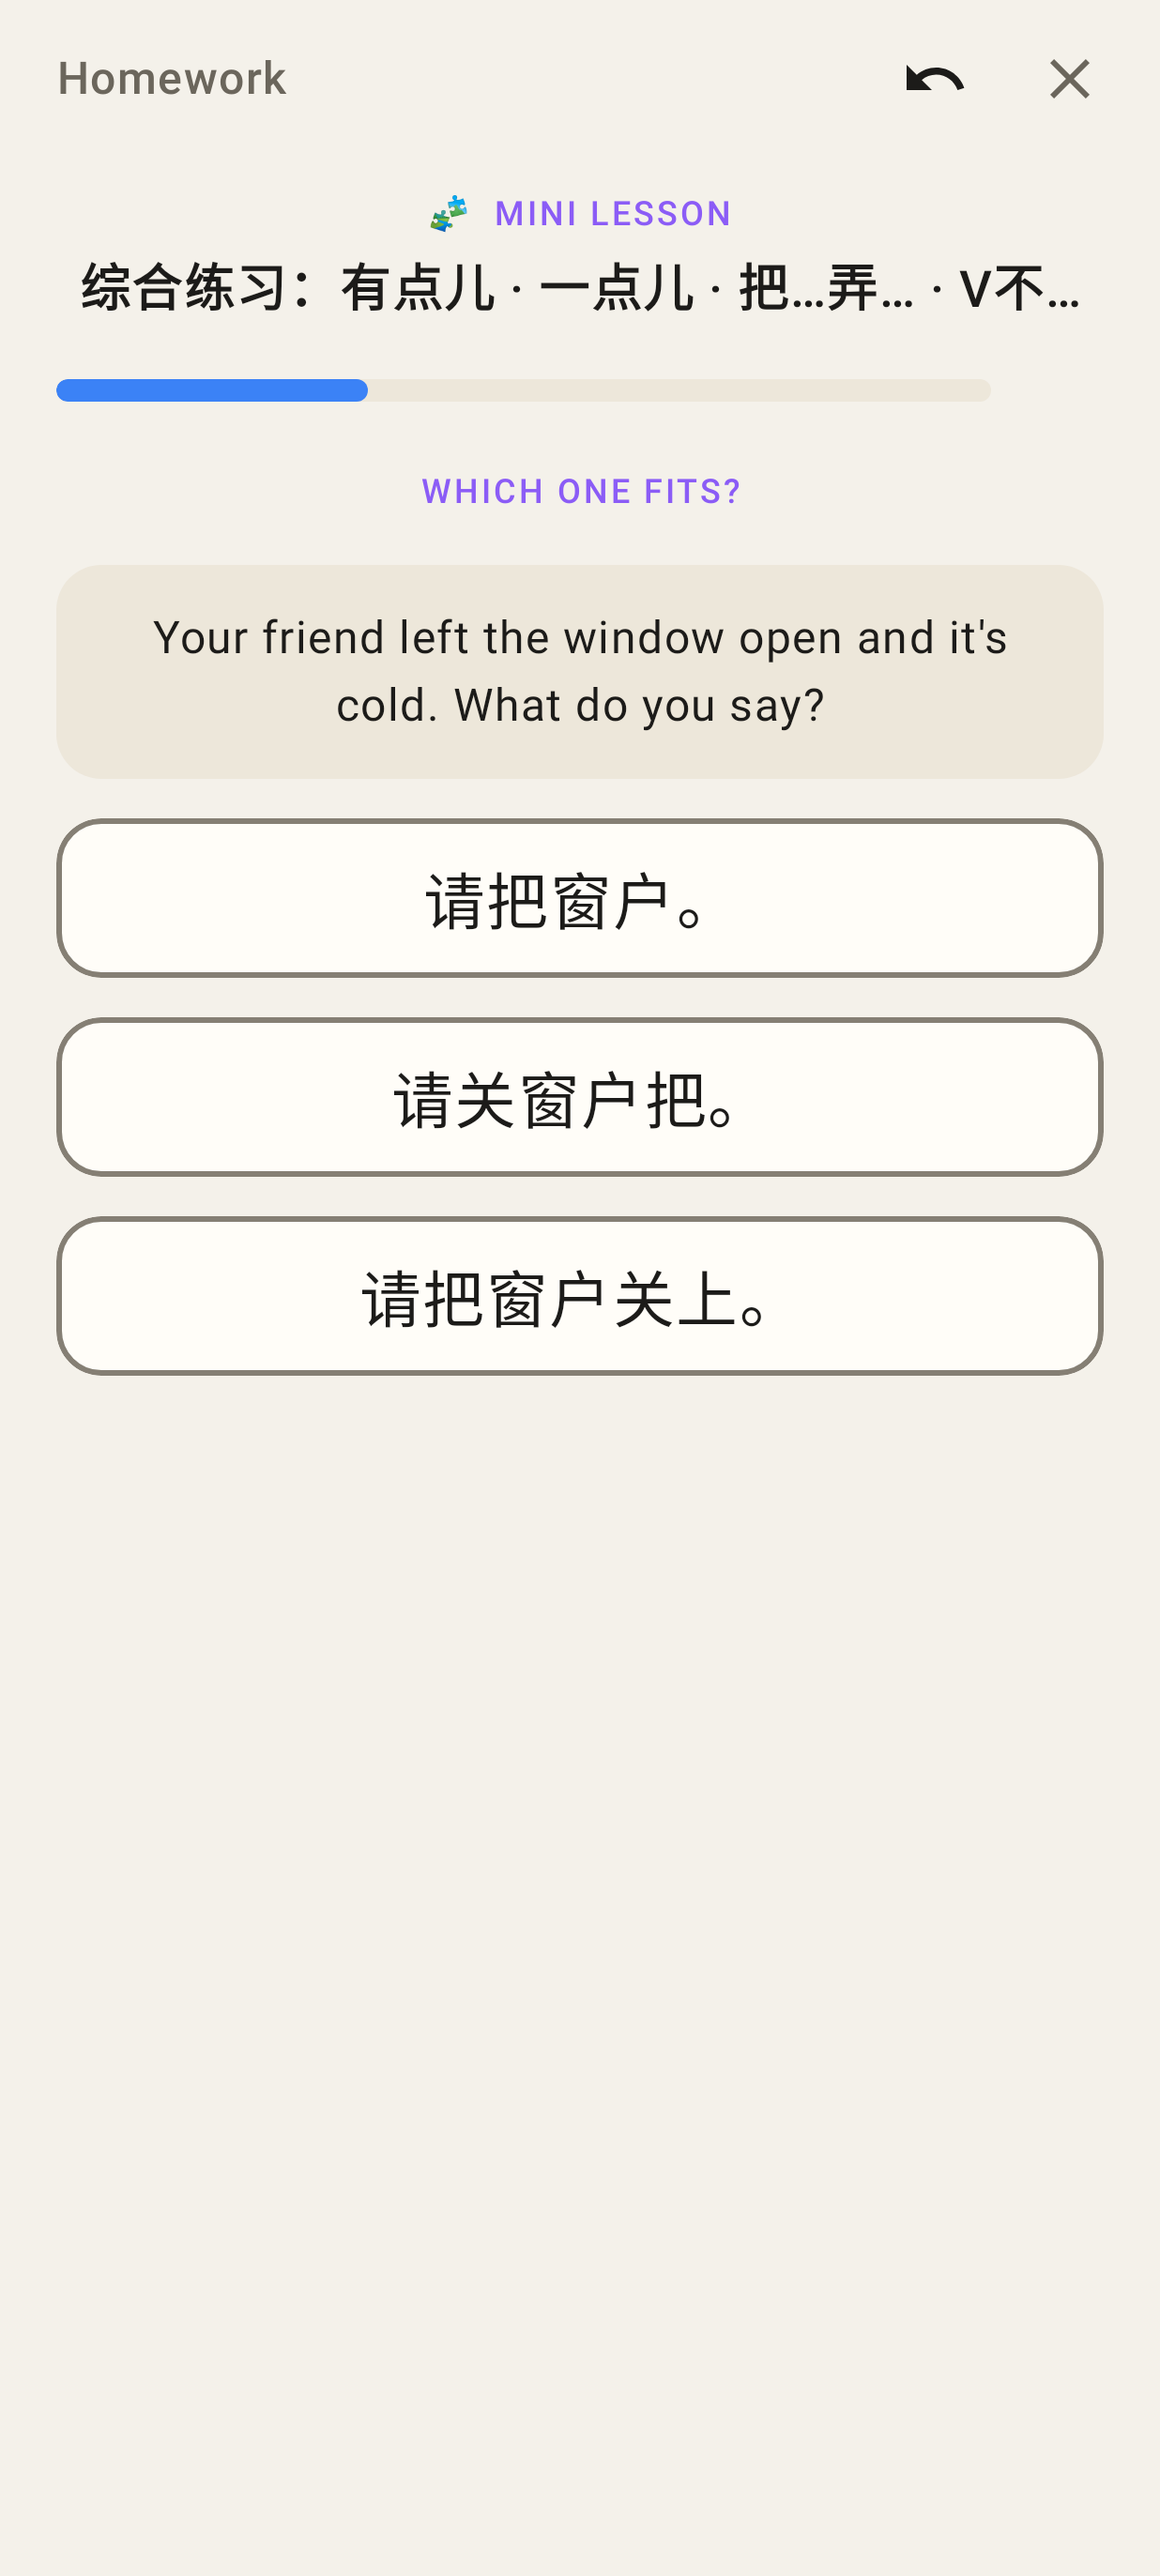 Homework
MINI LESSON
综合练习：有点儿 · 一点儿 · 把…弄… · V不…
WHICH ONE FITS?
Your friend left the window open and it's
cold. What do you say?
请把窗户。
请关窗户把。
请把窗户关上。